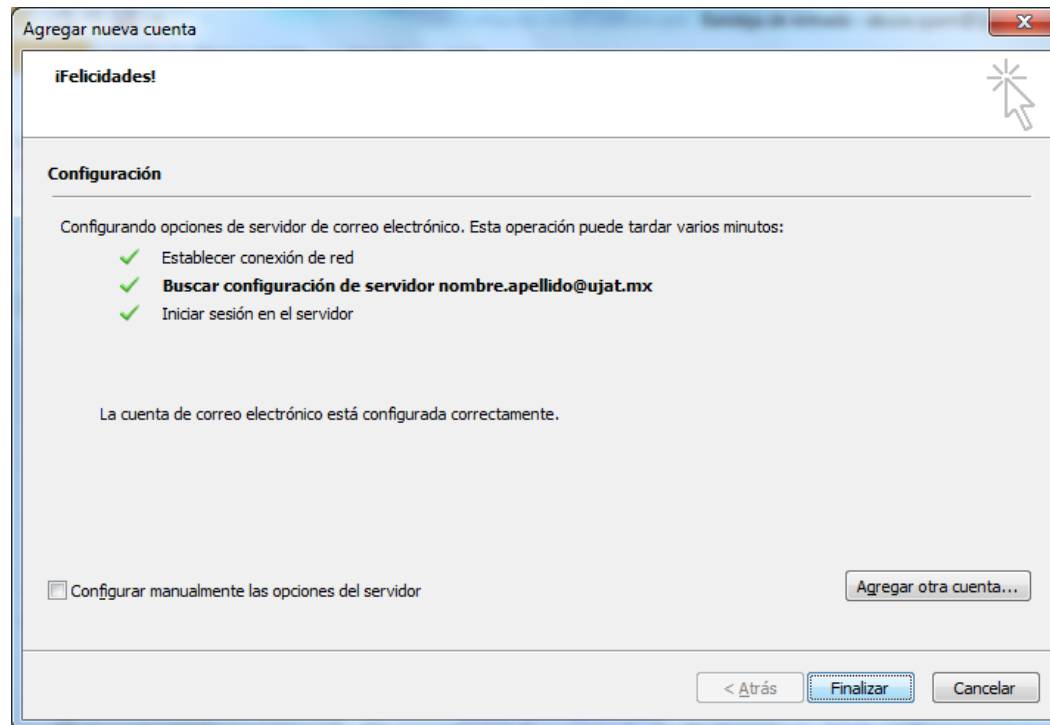 Agregar nueva cuenta
X
¡Felicidades!
Configuración
Configurando opciones de servidor de correo electrónico. Esta operación puede tardar varios minutos:
Establecer conexión de red
Buscar configuración de servidor nombre.apellido@ujat.mx
Iniciar sesión en el servidor
La cuenta de correo electrónico está configurada correctamente.
Configurar manualmente las opciones del servidor
Agregar otra cuenta...
< Atrás
Finalizar
Cancelar